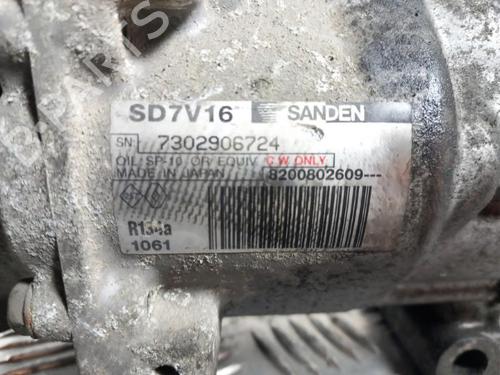 SD7V16 SANDEN
SN 7302906724
OIL: SP-10 OR EQUIV C.W ONLY
MADE IN JAPAN 8200802609---
R134a
1061